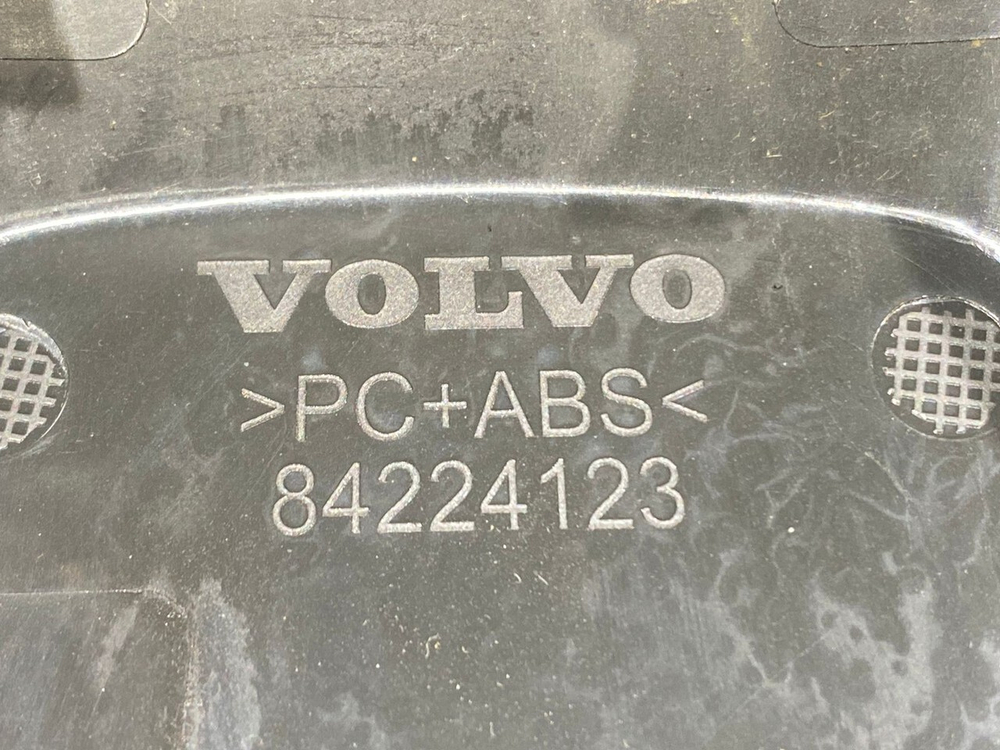 VOLVO
>PC+ABS<
84224123